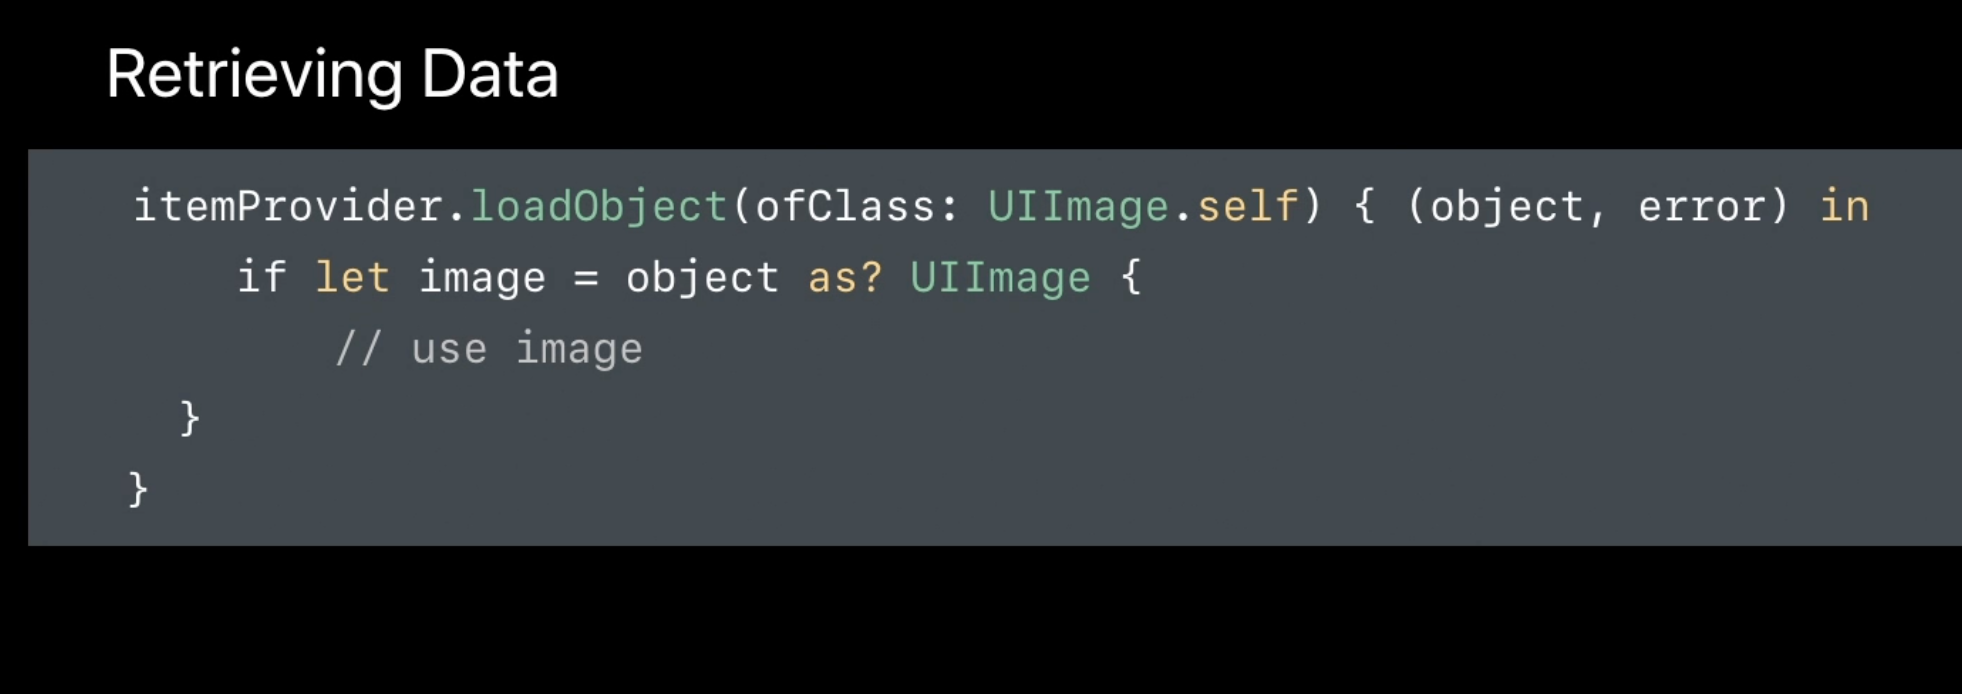 Retrieving Data
itemProvider.loadObject(ofClass: UIImage.self) { (object, error) in
if let image = object as? UIImage {
// use image
}
}